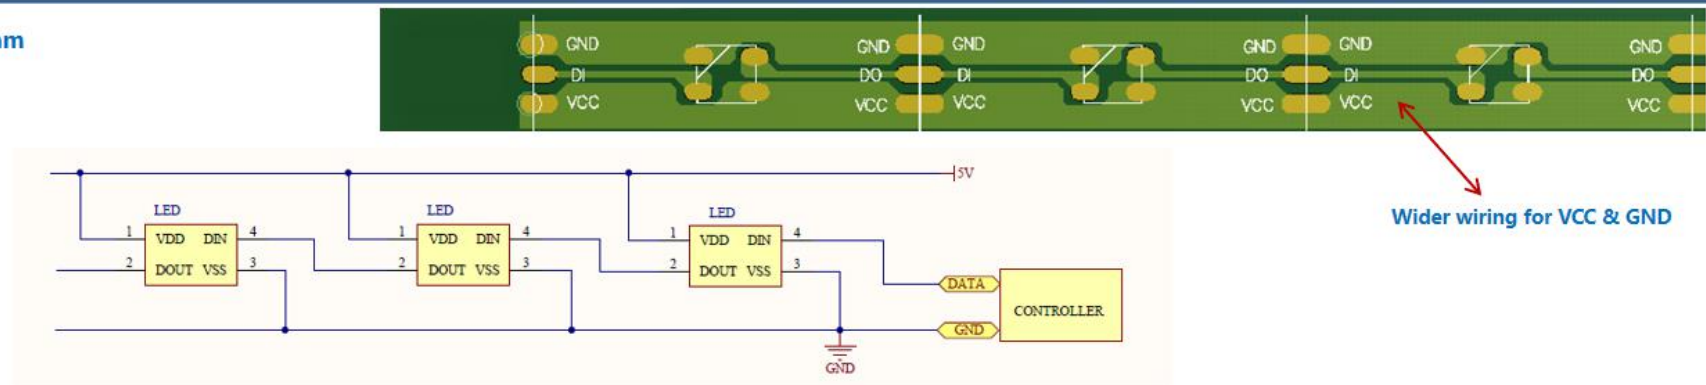 am
GND GND GND GND GND GND
DI DO DI DO DI DO
VCC VCC VCC VCC VCC VCC
Wider wiring for VCC & GND
5V
LED LED LED
1 VDD DIN 4 1 VDD DIN 4 1 VDD DIN 4
2 DOUT VSS 3 2 DOUT VSS 3 2 DOUT VSS 3
DATA
CONTROLLER
GND
GND